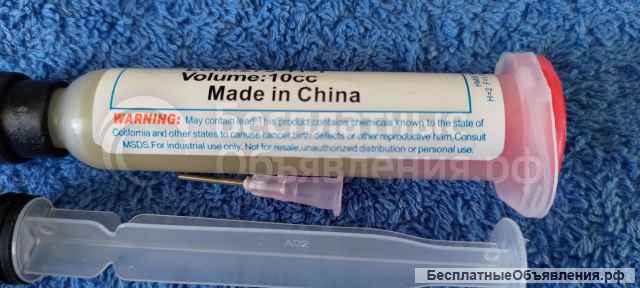 Volume:10cc
Made in China
WARNING: May contain lead. This product contains chemicals known to the state of
California and other states to canuse cancer, birth defects or other reproductive harm. Consult
MSDS. For industrial use only. Not for resale, unauthorized distribution or personal use.
AD2
Объявления.рф
БесплатныеОбъявления.рф